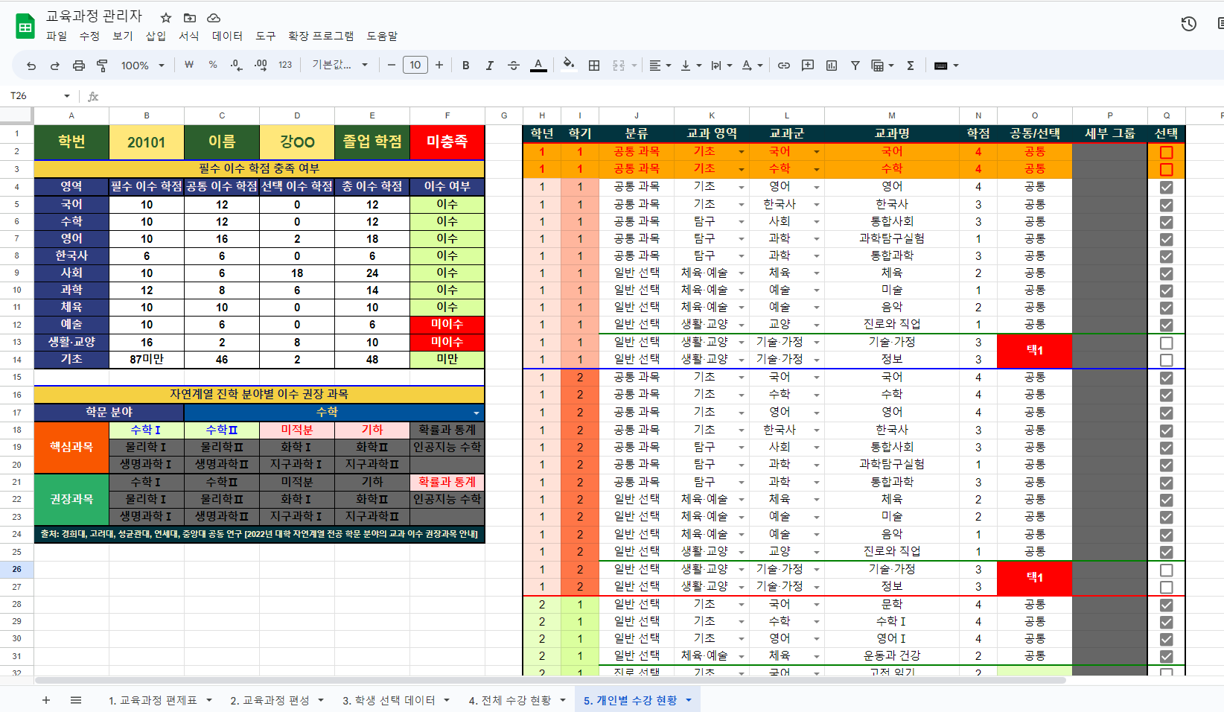 교육과정 관리자
파일 수정 보기 삽입 서식 데이터 도구 확장 프로그램 도움말
100% ₩ % .0 .00 123 기본값... − 10 + B I S A
T26 fx
A B C D E F G H I J K L M N O P Q
1 학번 20101 이름 강OO 졸업 학점 미충족 학년 학기 분류 교과 영역 교과군 교과명 학점 공통/선택 세부 그룹 선택
2 1 1 공통 과목 기초 국어 국어 4 공통
3 필수 이수 학점 충족 여부 1 1 공통 과목 기초 수학 수학 4 공통
4 영역 필수 이수 학점 공통 이수 학점 선택 이수 학점 총 이수 학점 이수 여부 1 1 공통 과목 기초 영어 영어 4 공통
5 국어 10 12 0 12 이수 1 1 공통 과목 기초 한국사 한국사 3 공통
6 수학 10 12 0 12 이수 1 1 공통 과목 탐구 사회 통합사회 3 공통
7 영어 10 16 2 18 이수 1 1 공통 과목 탐구 과학 과학탐구실험 1 공통
8 한국사 6 6 0 6 이수 1 1 공통 과목 탐구 과학 통합과학 3 공통
9 사회 10 6 18 24 이수 1 1 일반 선택 체육·예술 체육 체육 2 공통
10 과학 12 8 6 14 이수 1 1 일반 선택 체육·예술 예술 미술 1 공통
11 체육 10 10 0 10 이수 1 1 일반 선택 체육·예술 예술 음악 2 공통
12 예술 10 6 0 6 미이수 1 1 일반 선택 생활·교양 교양 진로와 직업 1 공통
13 생활·교양 16 2 8 10 미이수 1 1 일반 선택 생활·교양 기술·가정 기술·가정 3 택1
14 기초 87미만 46 2 48 미만 1 1 일반 선택 생활·교양 기술·가정 정보 3
15 1 2 공통 과목 기초 국어 국어 4 공통
16 자연계열 진학 분야별 이수 권장 과목 1 2 공통 과목 기초 수학 수학 4 공통
17 학문 분야 수학 1 2 공통 과목 기초 영어 영어 4 공통
18 핵심과목 수학Ⅰ 수학Ⅱ 미적분 기하 확률과 통계 1 2 공통 과목 기초 한국사 한국사 3 공통
19 물리학Ⅰ 물리학Ⅱ 화학Ⅰ 화학Ⅱ 인공지능 수학 1 2 공통 과목 탐구 사회 통합사회 3 공통
20 생명과학Ⅰ 생명과학Ⅱ 지구과학Ⅰ 지구과학Ⅱ 1 2 공통 과목 탐구 과학 과학탐구실험 1 공통
21 권장과목 수학Ⅰ 수학Ⅱ 미적분 기하 확률과 통계 1 2 공통 과목 탐구 과학 통합과학 3 공통
22 물리학Ⅰ 물리학Ⅱ 화학Ⅰ 화학Ⅱ 인공지능 수학 1 2 일반 선택 체육·예술 체육 체육 2 공통
23 생명과학Ⅰ 생명과학Ⅱ 지구과학Ⅰ 지구과학Ⅱ 1 2 일반 선택 체육·예술 예술 미술 2 공통
24 출처: 경희대, 고려대, 성균관대, 연세대, 중앙대 공동 연구 [2022년 대학 자연계열 전공 학문 분야의 교과 이수 권장과목 안내] 1 2 일반 선택 체육·예술 예술 음악 1 공통
25 1 2 일반 선택 생활·교양 교양 진로와 직업 1 공통
26 1 2 일반 선택 생활·교양 기술·가정 기술·가정 3 택1
27 1 2 일반 선택 생활·교양 기술·가정 정보 3
28 2 1 일반 선택 기초 국어 문학 4 공통
29 2 1 일반 선택 기초 수학 수학Ⅰ 4 공통
30 2 1 일반 선택 기초 영어 영어Ⅰ 4 공통
31 2 1 일반 선택 체육·예술 체육 운동과 건강 2 공통
32 2 1 진로 선택 기초 국어 고전 읽기 2
1. 교육과정 편제표 2. 교육과정 편성 3. 학생 선택 데이터 4. 전체 수강 현황 5. 개인별 수강 현황